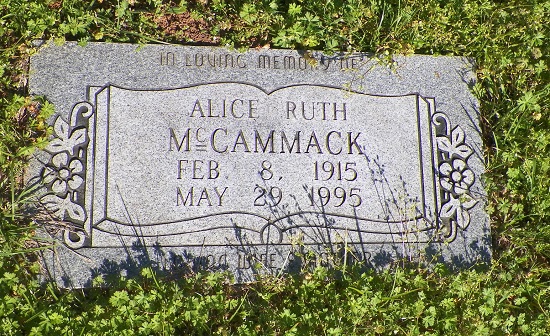 IN LOVING MEMORY OF
ALICE RUTH
McCAMMACK
FEB. 8, 1915
MAY 29, 1995